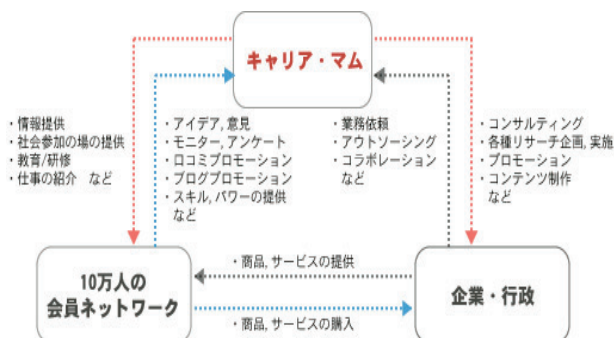 キャリア・マム
・情報提供
・社会参加の場の提供
・教育/研修
・仕事の紹介　など
・アイデア, 意見
・モニター, アンケート
・口コミプロモーション
・ブログプロモーション
・スキル, パワーの提供
など
・業務依頼
・アウトソーシング
・コラボレーション
など
・コンサルティング
・各種リサーチ企画, 実施
・プロモーション
・コンテンツ制作
など
10万人の
会員ネットワーク
・商品, サービスの提供
・商品, サービスの購入
企業・行政